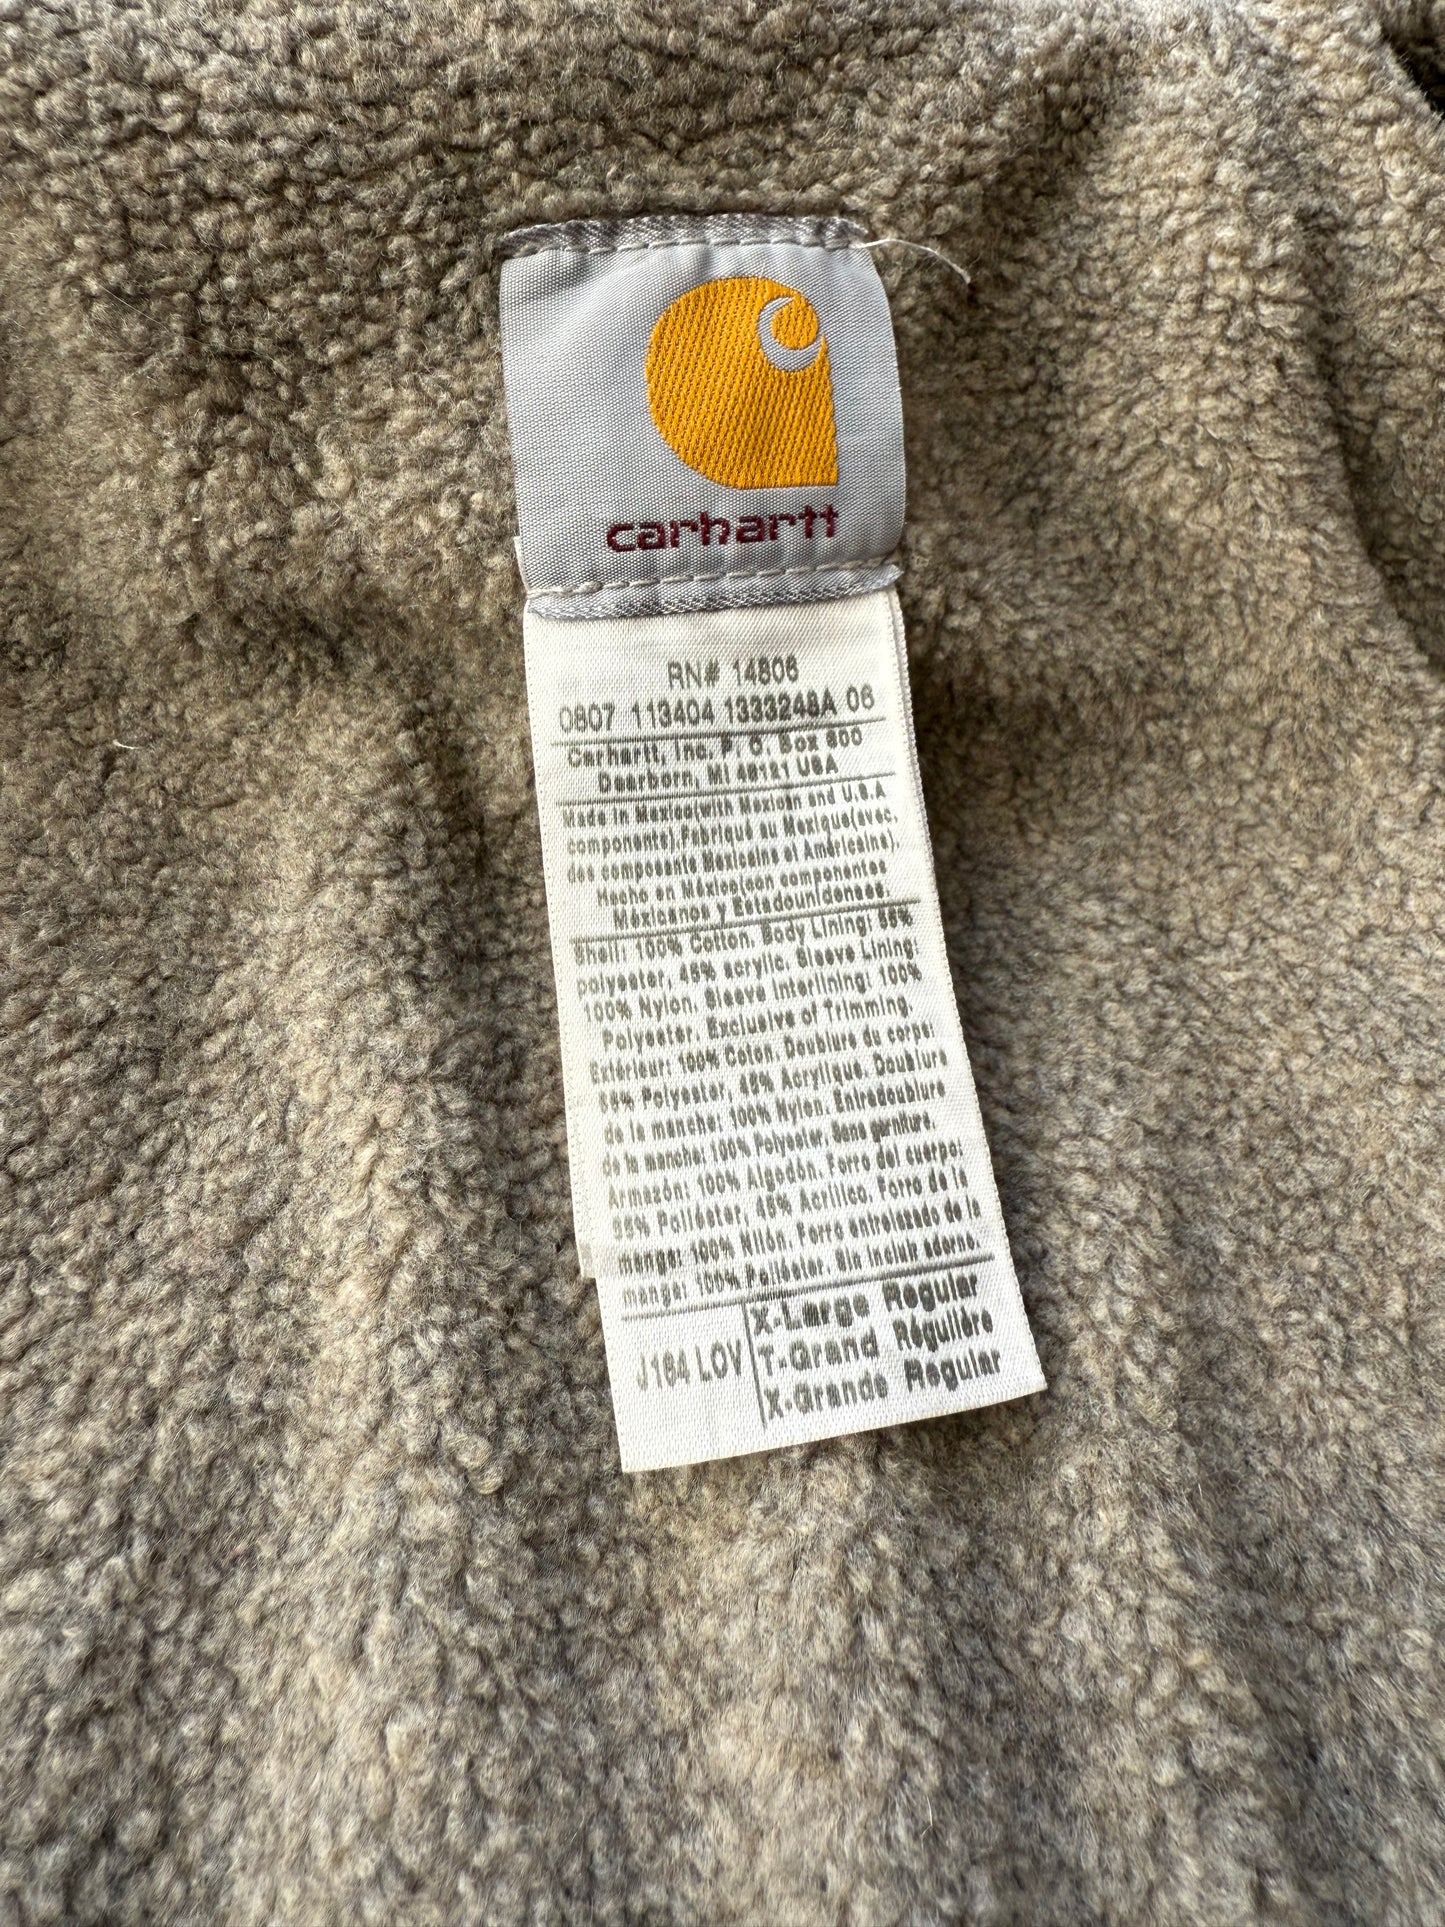 carhartt
RN# 14806
0807 113404 1333248A 06
Carhartt, Inc. P. O. Box 600
Dearborn, MI 48121 USA
Made in Mexico(with Mexican and U.S.A
components),Fabriqué au Mexique(avec,
des composante Mexicains et Américains),
Hecho en México(con componentes
Méxicanos y Estadounidenses.
Shell: 100% Cotton. Body Lining: 55%
polyester, 45% acrylic. Sleeve Lining:
100% Nylon. Sleeve Interlining: 100%
Polyester. Exclusive of Trimming.
Extérieur: 100% Coton. Doublure du corps:
55% Polyester, 45% Acrylique. Doublure
de la manche: 100% Nylon. Entredoublure
de la manche: 100% Polyester. Sans garniture.
Armazón: 100% Algodón. Forro del cuerpo:
55% Poliéster, 45% Acrílico. Forro de la
manga: 100% Nilón. Forro entrelazado de la
manga: 100% Poliéster. Sin incluir adorno.
J164 LOV
X-Large Regular
T-Grand Régulière
X-Grande Regular